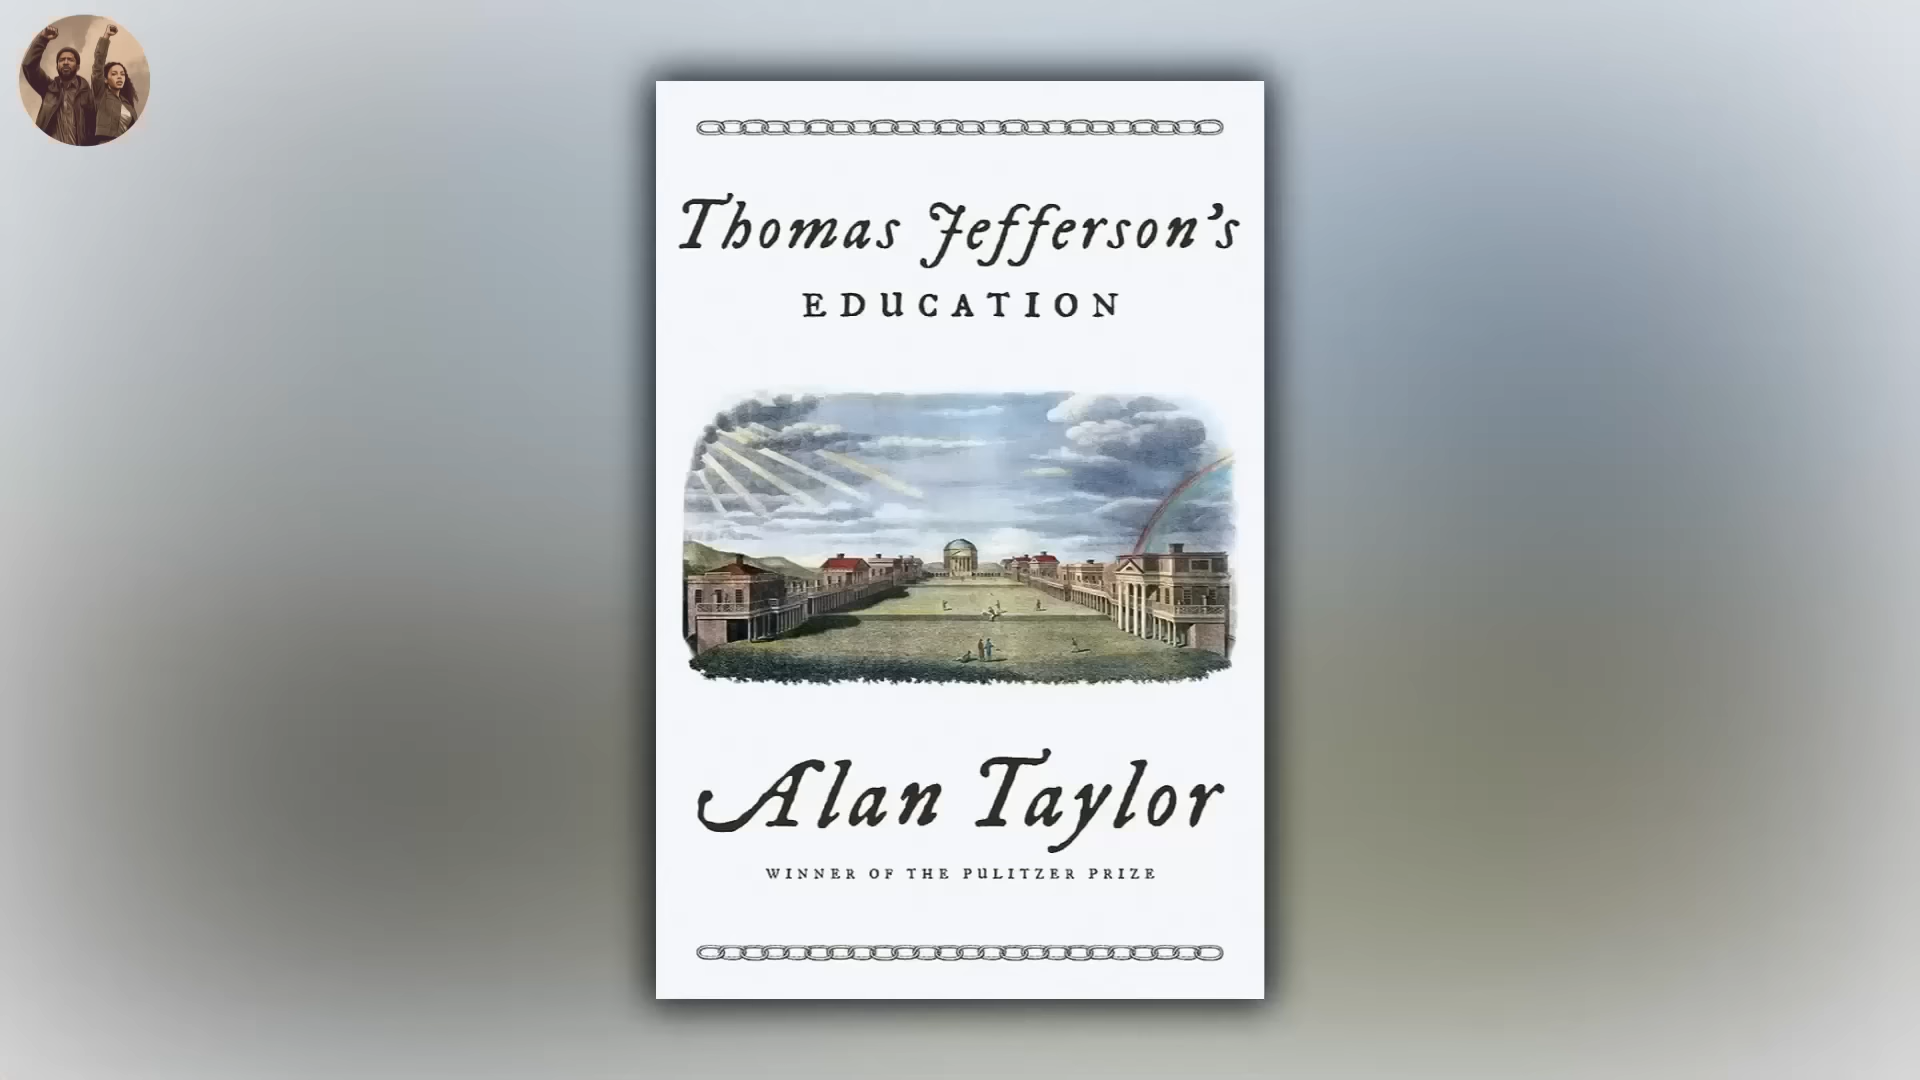 Thomas Jefferson's
EDUCATION
Alan Taylor
WINNER OF THE PULITZER PRIZE